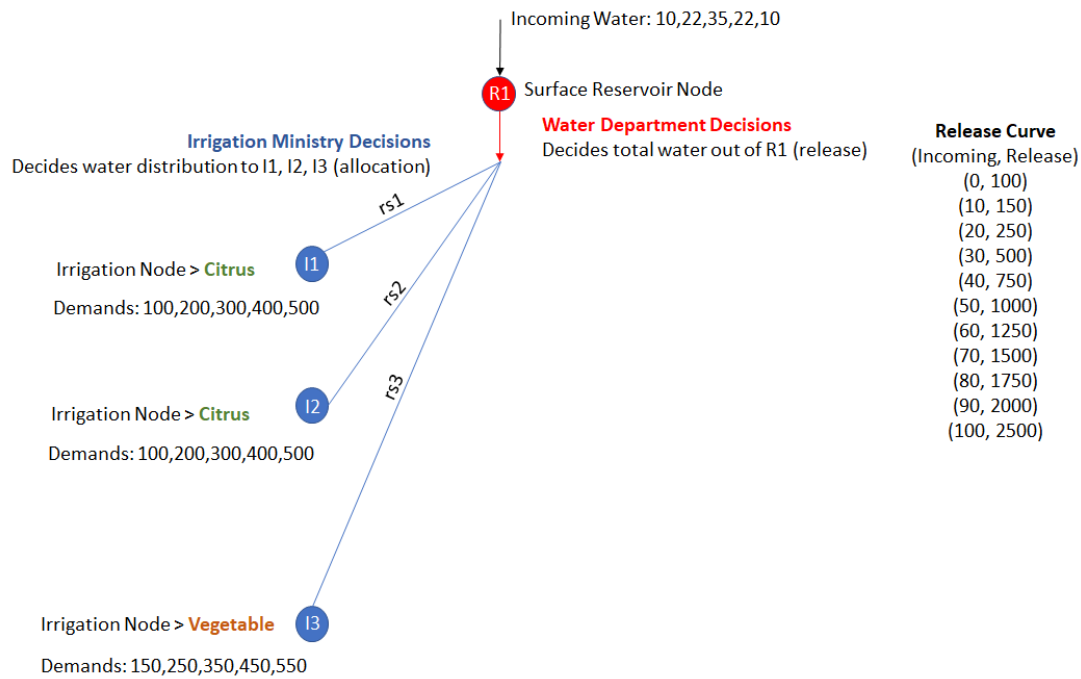 Incoming Water: 10,22,35,22,10
R1
Surface Reservoir Node
Water Department Decisions
Decides total water out of R1 (release)
Irrigation Ministry Decisions
Decides water distribution to I1, I2, I3 (allocation)
Release Curve
(Incoming, Release)
(0, 100)
(10, 150)
(20, 250)
(30, 500)
(40, 750)
(50, 1000)
(60, 1250)
(70, 1500)
(80, 1750)
(90, 2000)
(100, 2500)
rs1
I1
Irrigation Node > Citrus
Demands: 100,200,300,400,500
rs2
I2
Irrigation Node > Citrus
Demands: 100,200,300,400,500
rs3
I3
Irrigation Node > Vegetable
Demands: 150,250,350,450,550